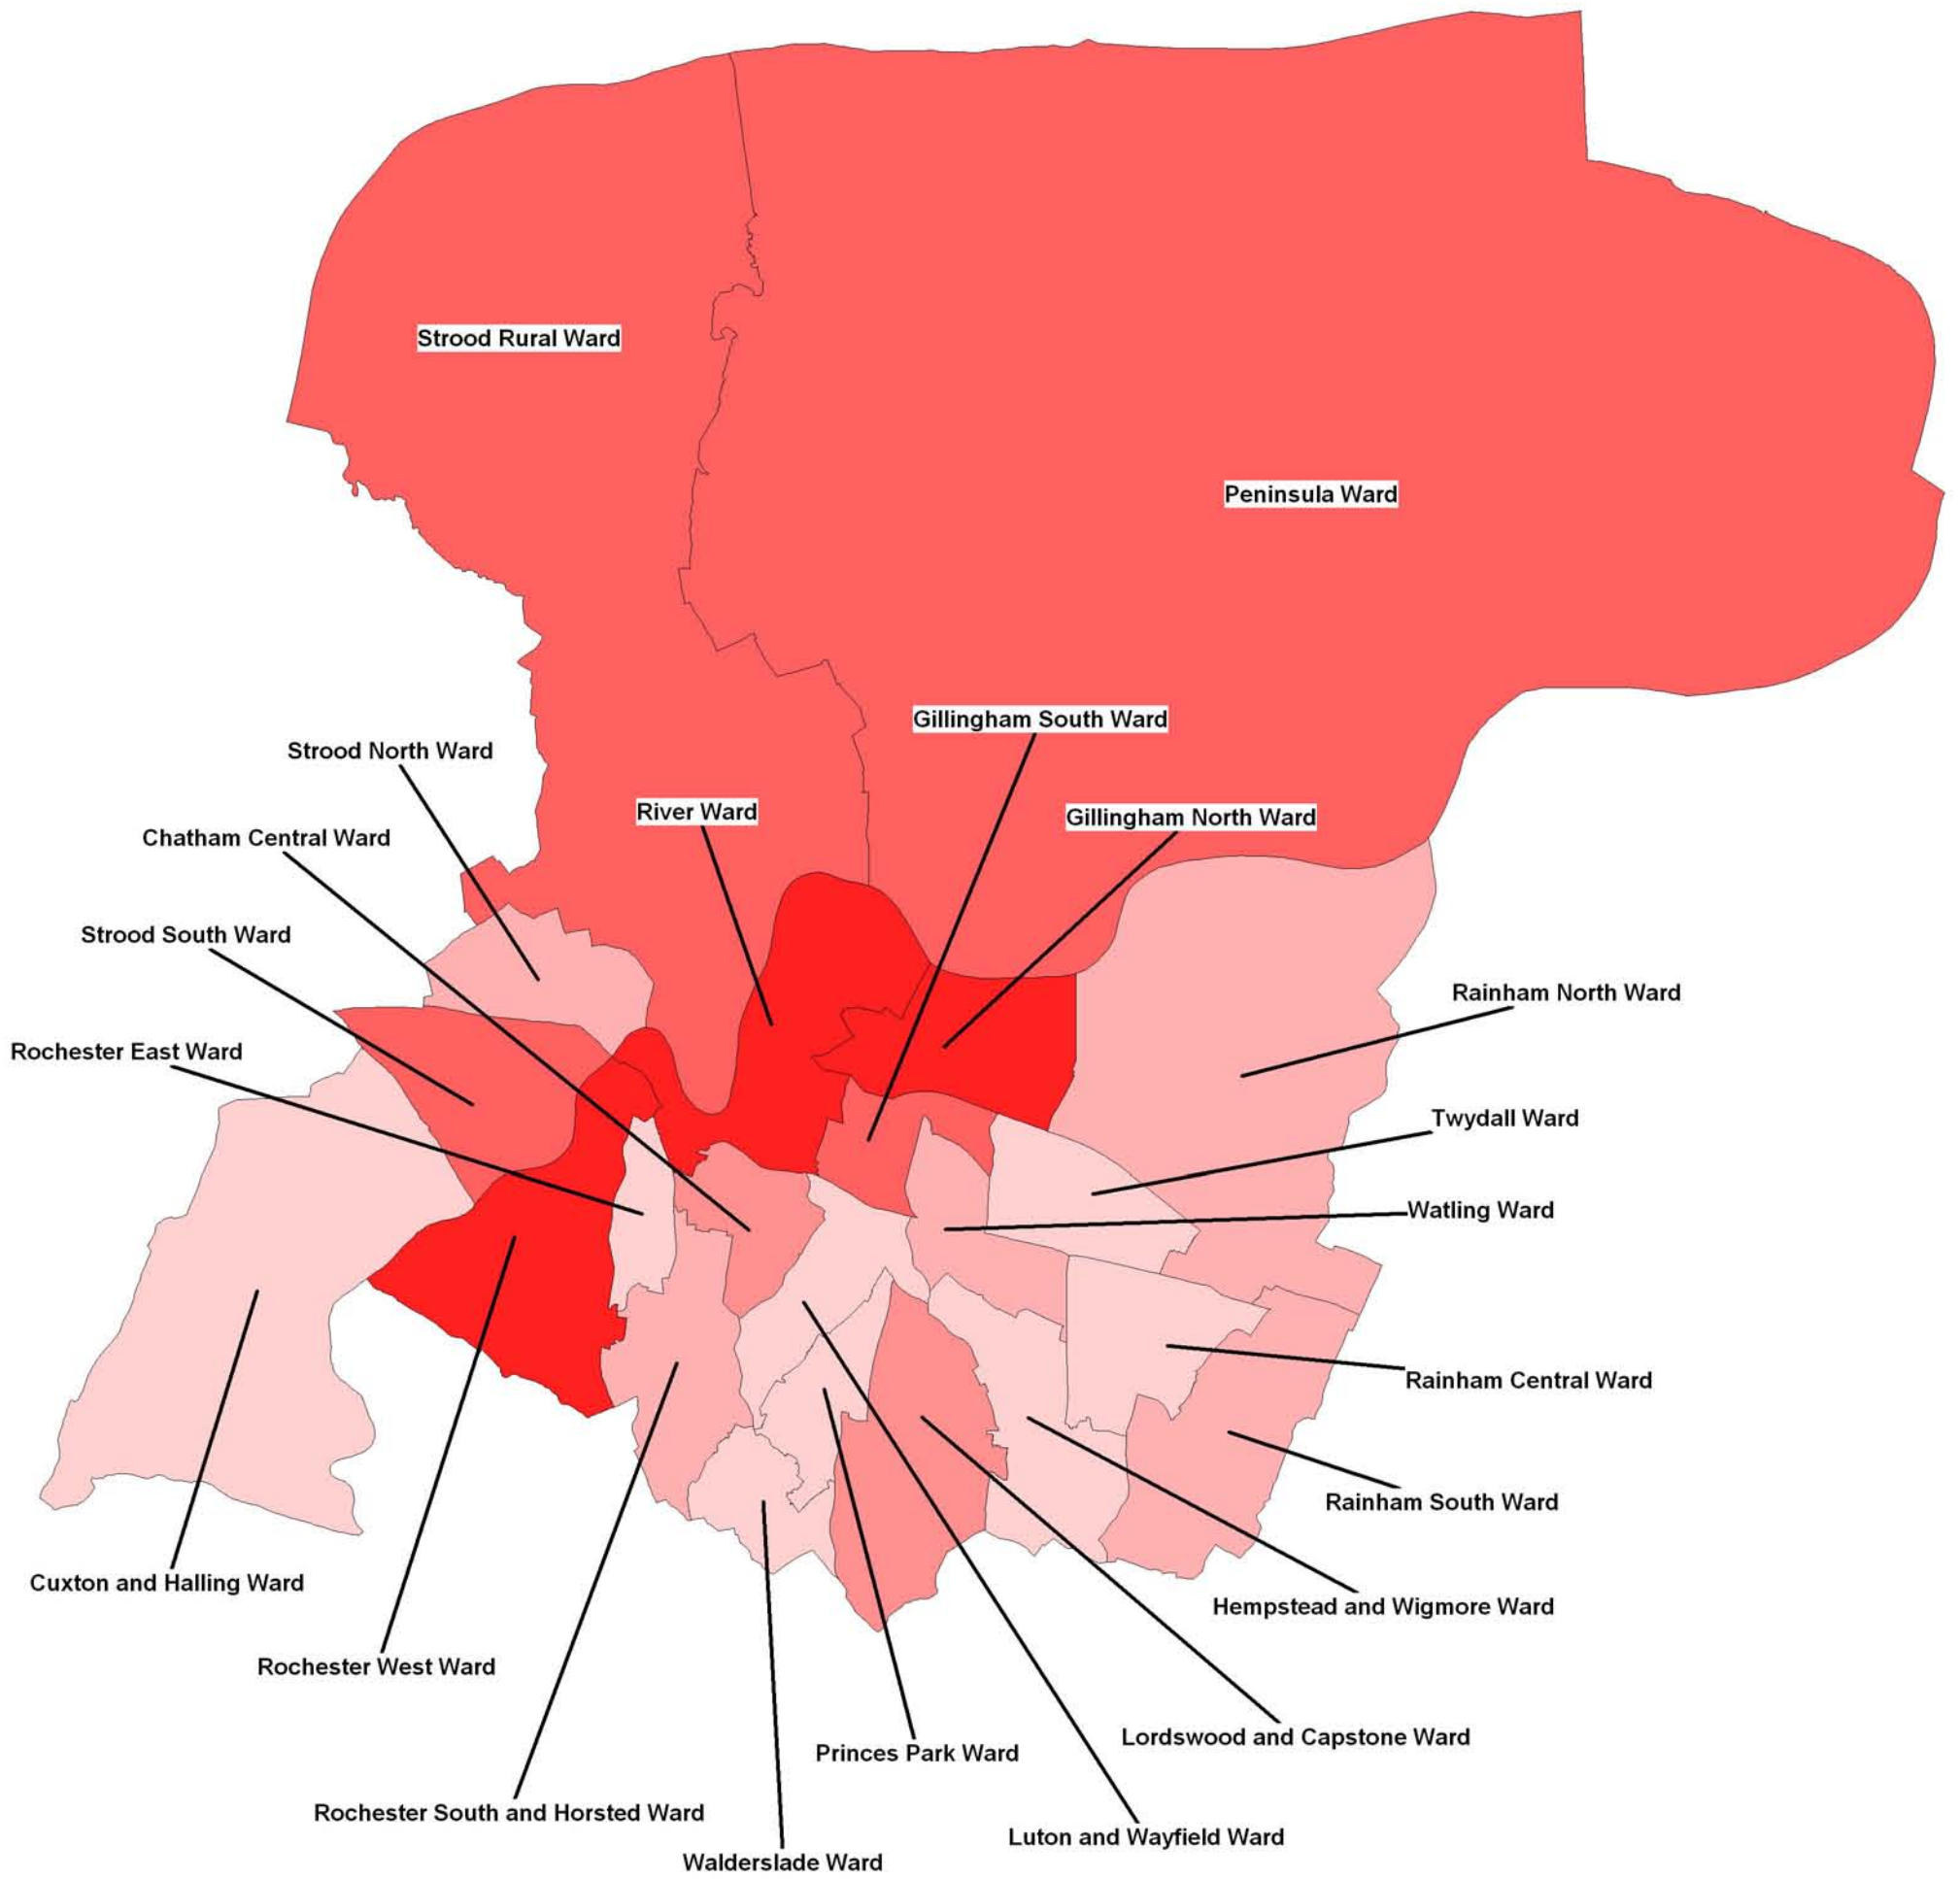 Strood Rural Ward
Peninsula Ward
Gillingham South Ward
Strood North Ward
River Ward
Gillingham North Ward
Chatham Central Ward
Strood South Ward
Rainham North Ward
Rochester East Ward
Twydall Ward
Watling Ward
Rainham Central Ward
Rainham South Ward
Cuxton and Halling Ward
Hempstead and Wigmore Ward
Rochester West Ward
Lordswood and Capstone Ward
Princes Park Ward
Rochester South and Horsted Ward
Luton and Wayfield Ward
Walderslade Ward